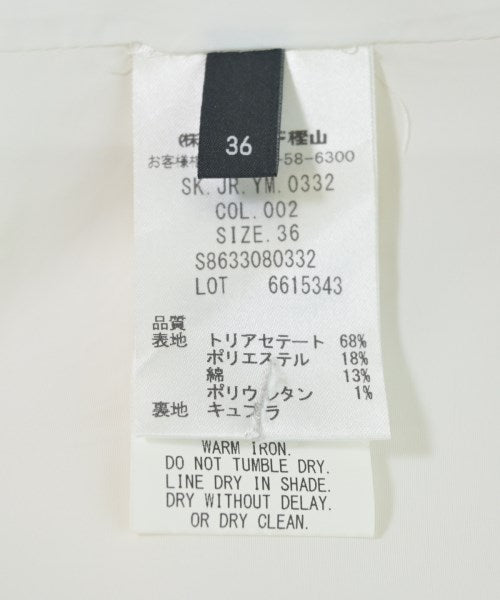 36
(株 ド樫山
お客様相 -58-6300
SK.JR.YM.0332
COL.002
SIZE.36
S8633080332
LOT 6615343
品質
表地 トリアセテート 68%
ポリエステル 18%
綿 13%
ポリウレタン 1%
裏地 キュプラ
WARM IRON.
DO NOT TUMBLE DRY.
LINE DRY IN SHADE.
DRY WITHOUT DELAY.
OR DRY CLEAN.